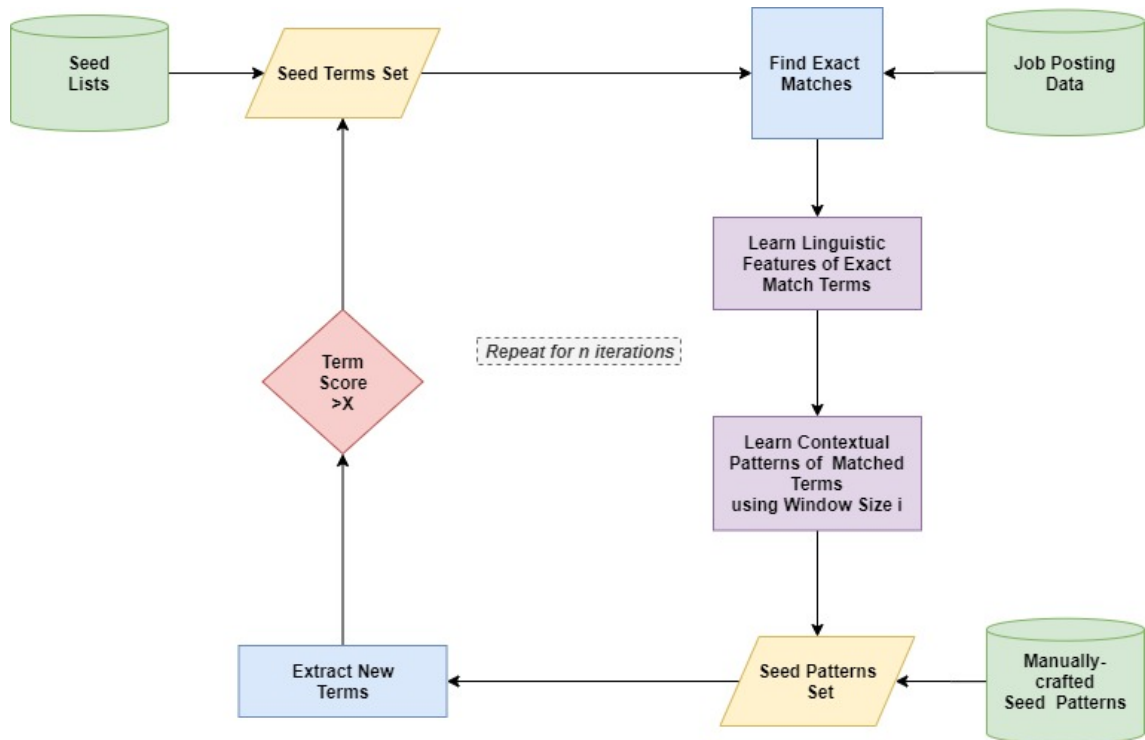 Seed
Lists
Seed Terms Set
Find Exact
Matches
Job Posting
Data
Learn Linguistic
Features of Exact
Match Terms
Term
Score
>X
Repeat for n iterations
Learn Contextual
Patterns of Matched
Terms
using Window Size i
Extract New
Terms
Seed Patterns
Set
Manually-
crafted
Seed Patterns